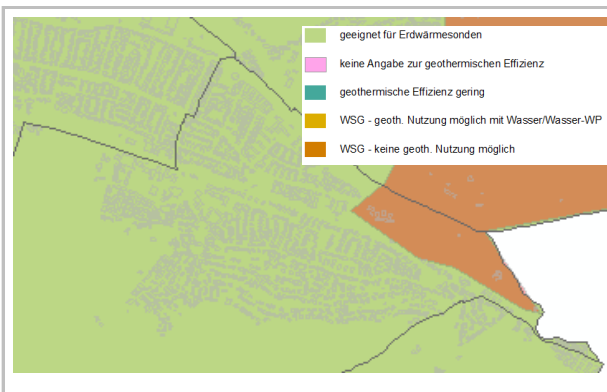 geeignet für Erdwärmesonden
keine Angabe zur geothermischen Effizienz
geothermische Effizienz gering
WSG - geoth. Nutzung möglich mit Wasser/Wasser-WP
WSG - keine geoth. Nutzung möglich